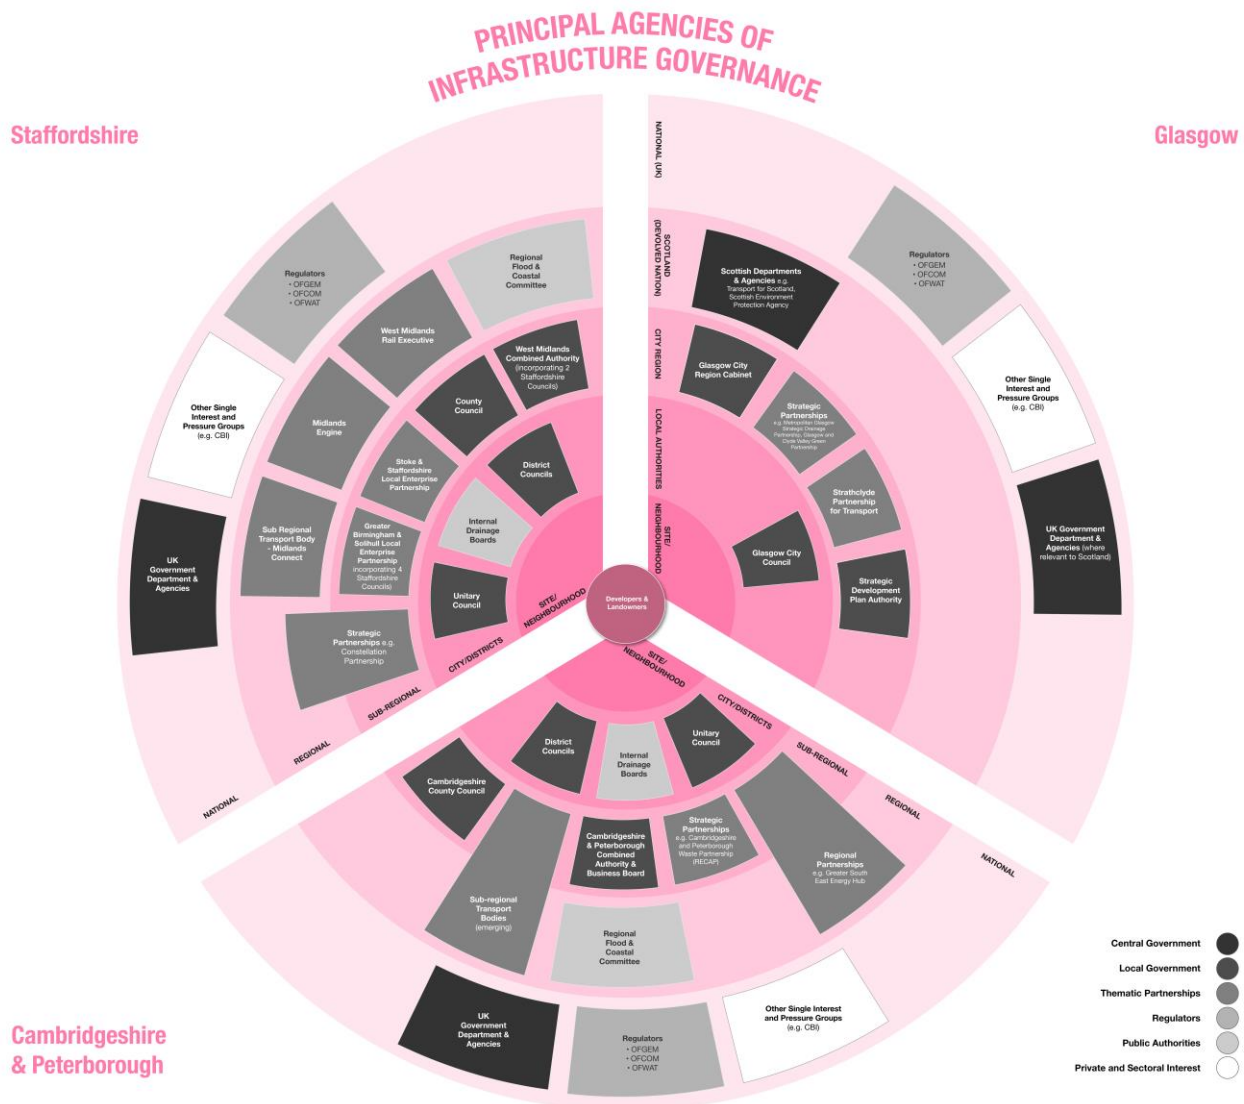 PRINCIPAL AGENCIES OF
INFRASTRUCTURE GOVERNANCE
Staffordshire
Glasgow
Regulators
• OFGEM
• OFCOM
• OFWAT
Other Single
Interest and
Pressure Groups
(e.g. CBI)
UK
Government
Department &
Agencies
Regional
Flood &
Coastal
Committee
West Midlands
Rail Executive
Midlands
Engine
Sub Regional
Transport Body
- Midlands
Connect
Strategic
Partnerships e.g.
Constellation
Partnership
West Midlands
Combined Authority
(incorporating 2
Staffordshire
Councils)
County
Council
Stoke &
Staffordshire
Local Enterprise
Partnership
Greater
Birmingham &
Solihull Local
Enterprise
Partnership
incorporating 4
Staffordshire
Councils)
District
Councils
Internal
Drainage
Boards
Unitary
Council
SITE/
NEIGHBOURHOOD
CITY/DISTRICTS
SUB-REGIONAL
REGIONAL
NATIONAL
NATIONAL (UK)
SCOTLAND
(DEVOLVED NATION)
CITY REGION
LOCAL AUTHORITIES
SITE/
NEIGHBOURHOOD
Scottish Departments
& Agencies e.g.
Transport for Scotland,
Scottish Environment
Protection Agency
Regulators
• OFGEM
• OFCOM
• OFWAT
Other Single
Interest and
Pressure Groups
(e.g. CBI)
UK Government
Department &
Agencies (where
relevant to Scotland)
Glasgow City
Region Cabinet
Strategic
Partnerships
e.g. Metropolitan Glasgow
Strategic Drainage
Partnership, Glasgow and
Clyde Valley Green
Partnership
Strathclyde
Partnership
for Transport
Strategic
Development
Plan Authority
Glasgow City
Council
Developers &
Landowners
SITE/
NEIGHBOURHOOD
CITY/DISTRICTS
SUB-REGIONAL
REGIONAL
NATIONAL
District
Councils
Internal
Drainage
Boards
Unitary
Council
Cambridgeshire
County Council
Sub-regional
Transport
Bodies
(emerging)
Cambridgeshire
& Peterborough
Combined
Authority &
Business Board
Strategic
Partnerships
e.g. Cambridgeshire
and Peterborough
Waste Partnership
(RECAP)
Regional
Partnerships
e.g. Greater South
East Energy Hub
Regional
Flood &
Coastal
Committee
UK
Government
Department &
Agencies
Regulators
• OFGEM
• OFCOM
• OFWAT
Other Single Interest
and Pressure Groups
(e.g. CBI)
Cambridgeshire
& Peterborough
Central Government
Local Government
Thematic Partnerships
Regulators
Public Authorities
Private and Sectoral Interest